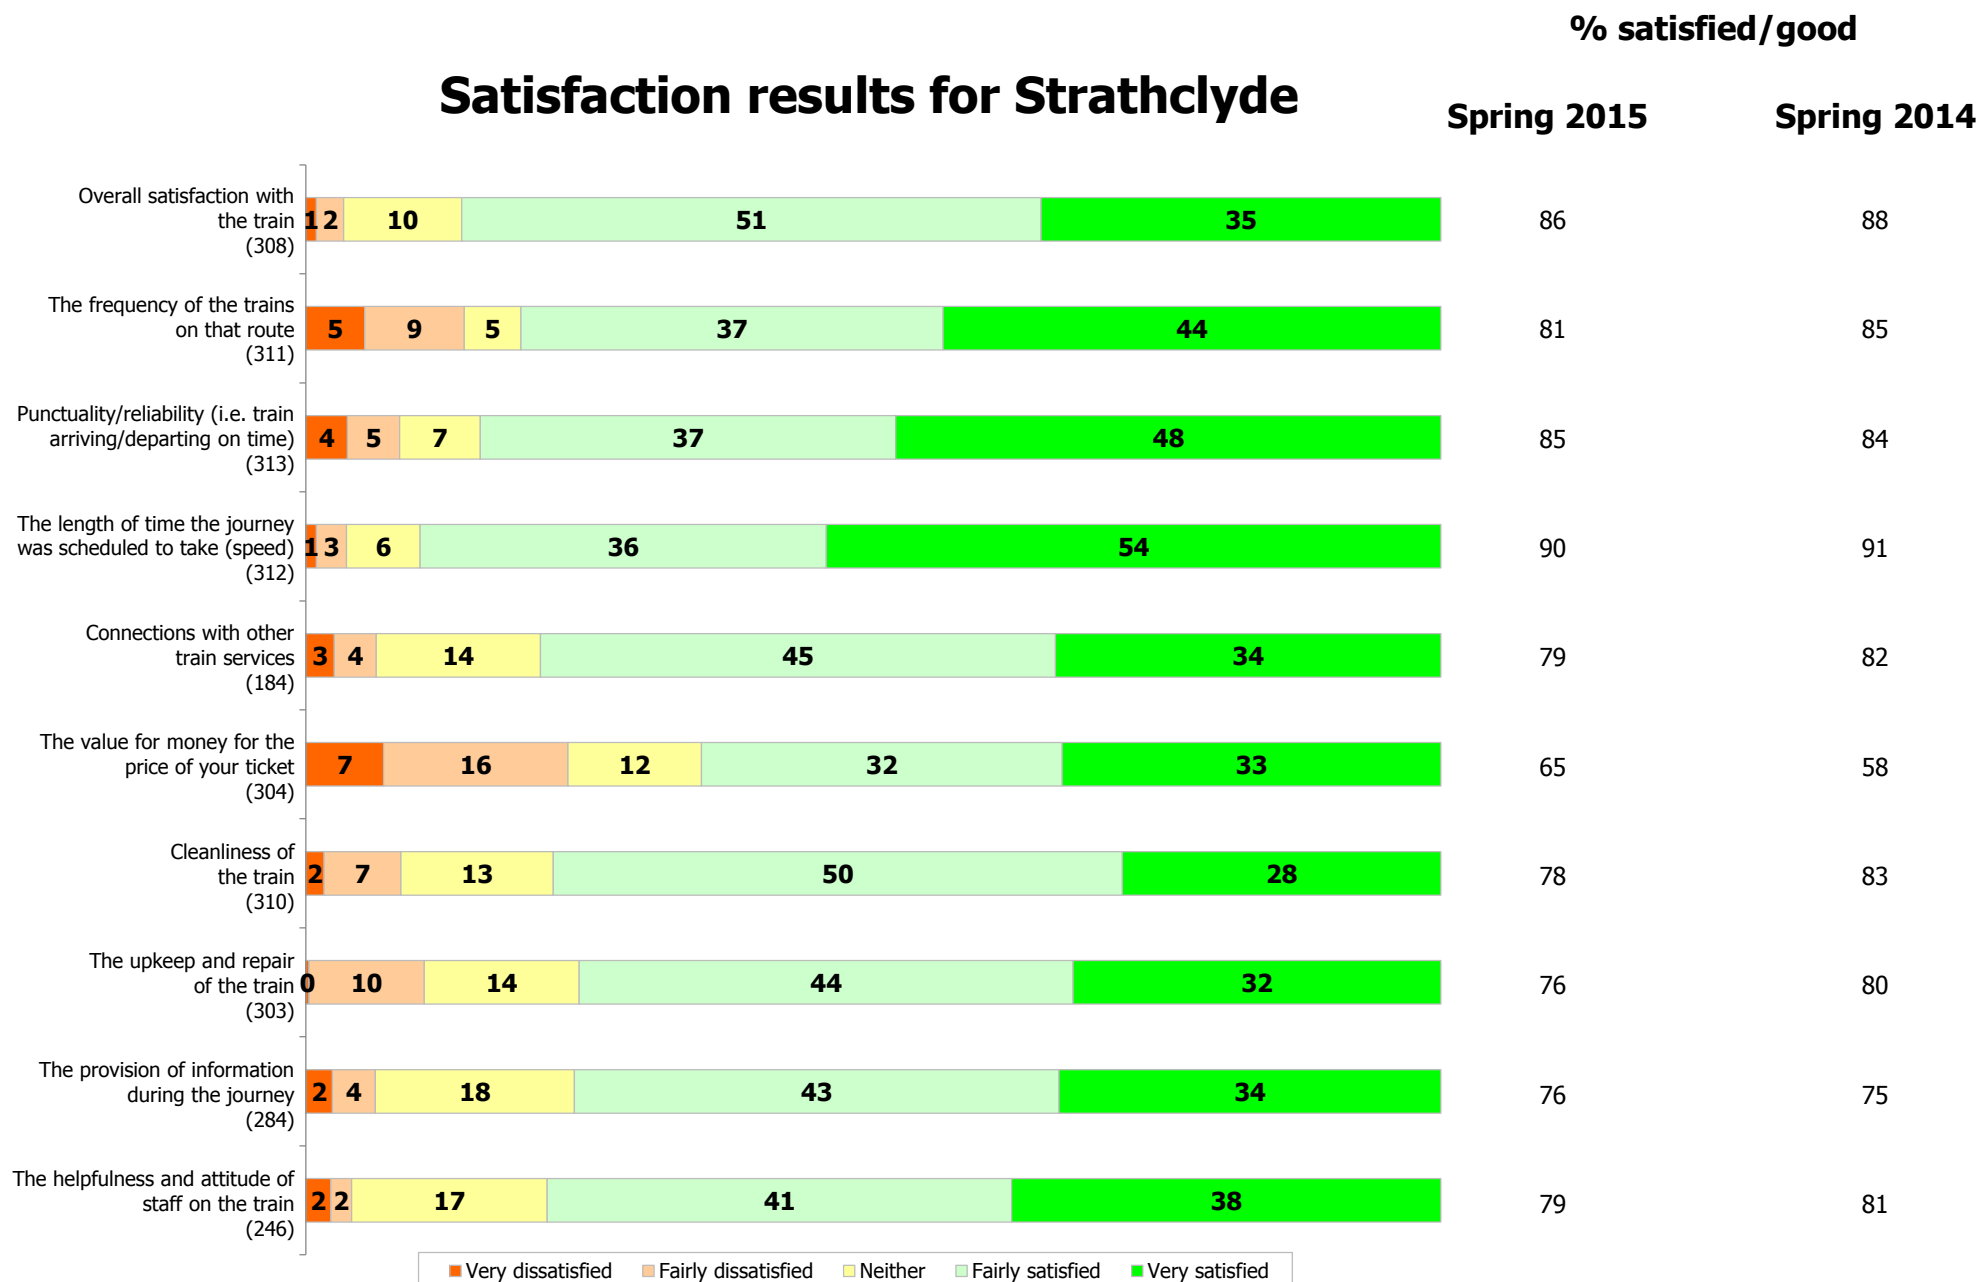 % satisfied/good
Satisfaction results for Strathclyde
Spring 2015
Spring 2014
Overall satisfaction with
the train
(308)
1 2 10 51 35 86 88
The frequency of the trains
on that route
(311)
5 9 5 37 44 81 85
Punctuality/reliability (i.e. train
arriving/departing on time)
(313)
4 5 7 37 48 85 84
The length of time the journey
was scheduled to take (speed)
(312)
1 3 6 36 54 90 91
Connections with other
train services
(184)
3 4 14 45 34 79 82
The value for money for the
price of your ticket
(304)
7 16 12 32 33 65 58
Cleanliness of
the train
(310)
2 7 13 50 28 78 83
The upkeep and repair
of the train
(303)
0 10 14 44 32 76 80
The provision of information
during the journey
(284)
2 4 18 43 34 76 75
The helpfulness and attitude of
staff on the train
(246)
2 2 17 41 38 79 81
Very dissatisfied Fairly dissatisfied Neither Fairly satisfied Very satisfied